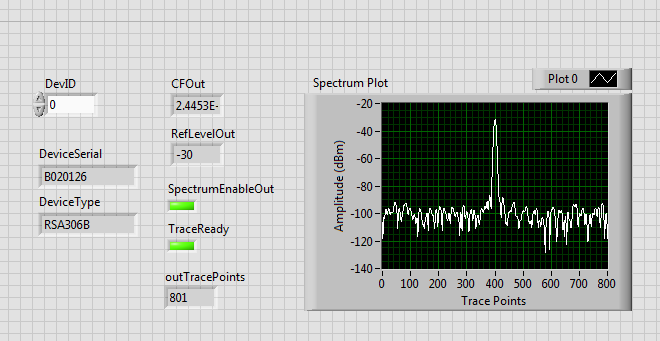 DevID
0
DeviceSerial
B020126
DeviceType
RSA306B
CFOut
2.4453E-
RefLevelOut
-30
SpectrumEnableOut
TraceReady
outTracePoints
801
Spectrum Plot
Plot 0
Amplitude (dBm)
-20
-40
-60
-80
-100
-120
-140
0 100 200 300 400 500 600 700 800
Trace Points